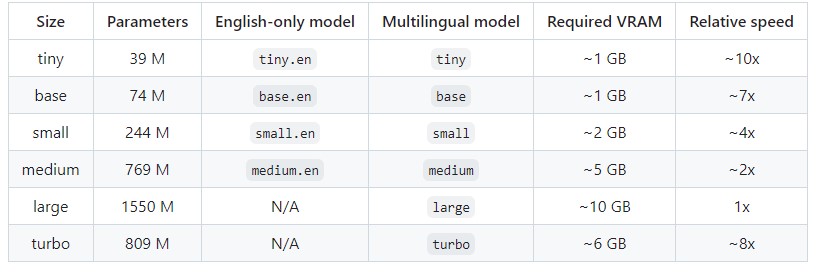 Size Parameters English-only model Multilingual model Required VRAM Relative speed
tiny 39 M tiny.en tiny ~1 GB ~10x
base 74 M base.en base ~1 GB ~7x
small 244 M small.en small ~2 GB ~4x
medium 769 M medium.en medium ~5 GB ~2x
large 1550 M N/A large ~10 GB 1x
turbo 809 M N/A turbo ~6 GB ~8x